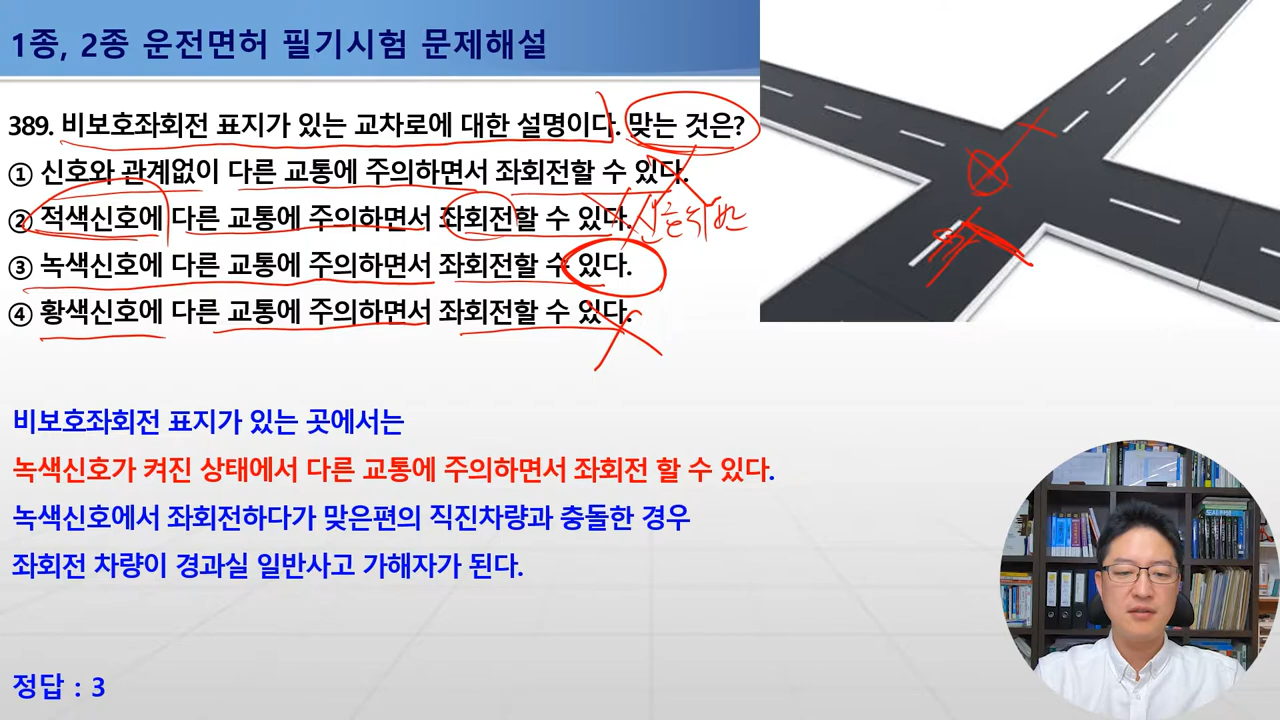 1종, 2종 운전면허 필기시험 문제해설
389. 비보호좌회전 표지가 있는 교차로에 대한 설명이다. 맞는 것은?
① 신호와 관계없이 다른 교통에 주의하면서 좌회전할 수 있다.
② 적색신호에 다른 교통에 주의하면서 좌회전할 수 있다.
③ 녹색신호에 다른 교통에 주의하면서 좌회전할 수 있다.
④ 황색신호에 다른 교통에 주의하면서 좌회전할 수 있다.
비보호좌회전 표지가 있는 곳에서는
녹색신호가 켜진 상태에서 다른 교통에 주의하면서 좌회전 할 수 있다.
녹색신호에서 좌회전하다가 맞은편의 직진차량과 충돌한 경우
좌회전 차량이 경과실 일반사고 가해자가 된다.
정답 : 3